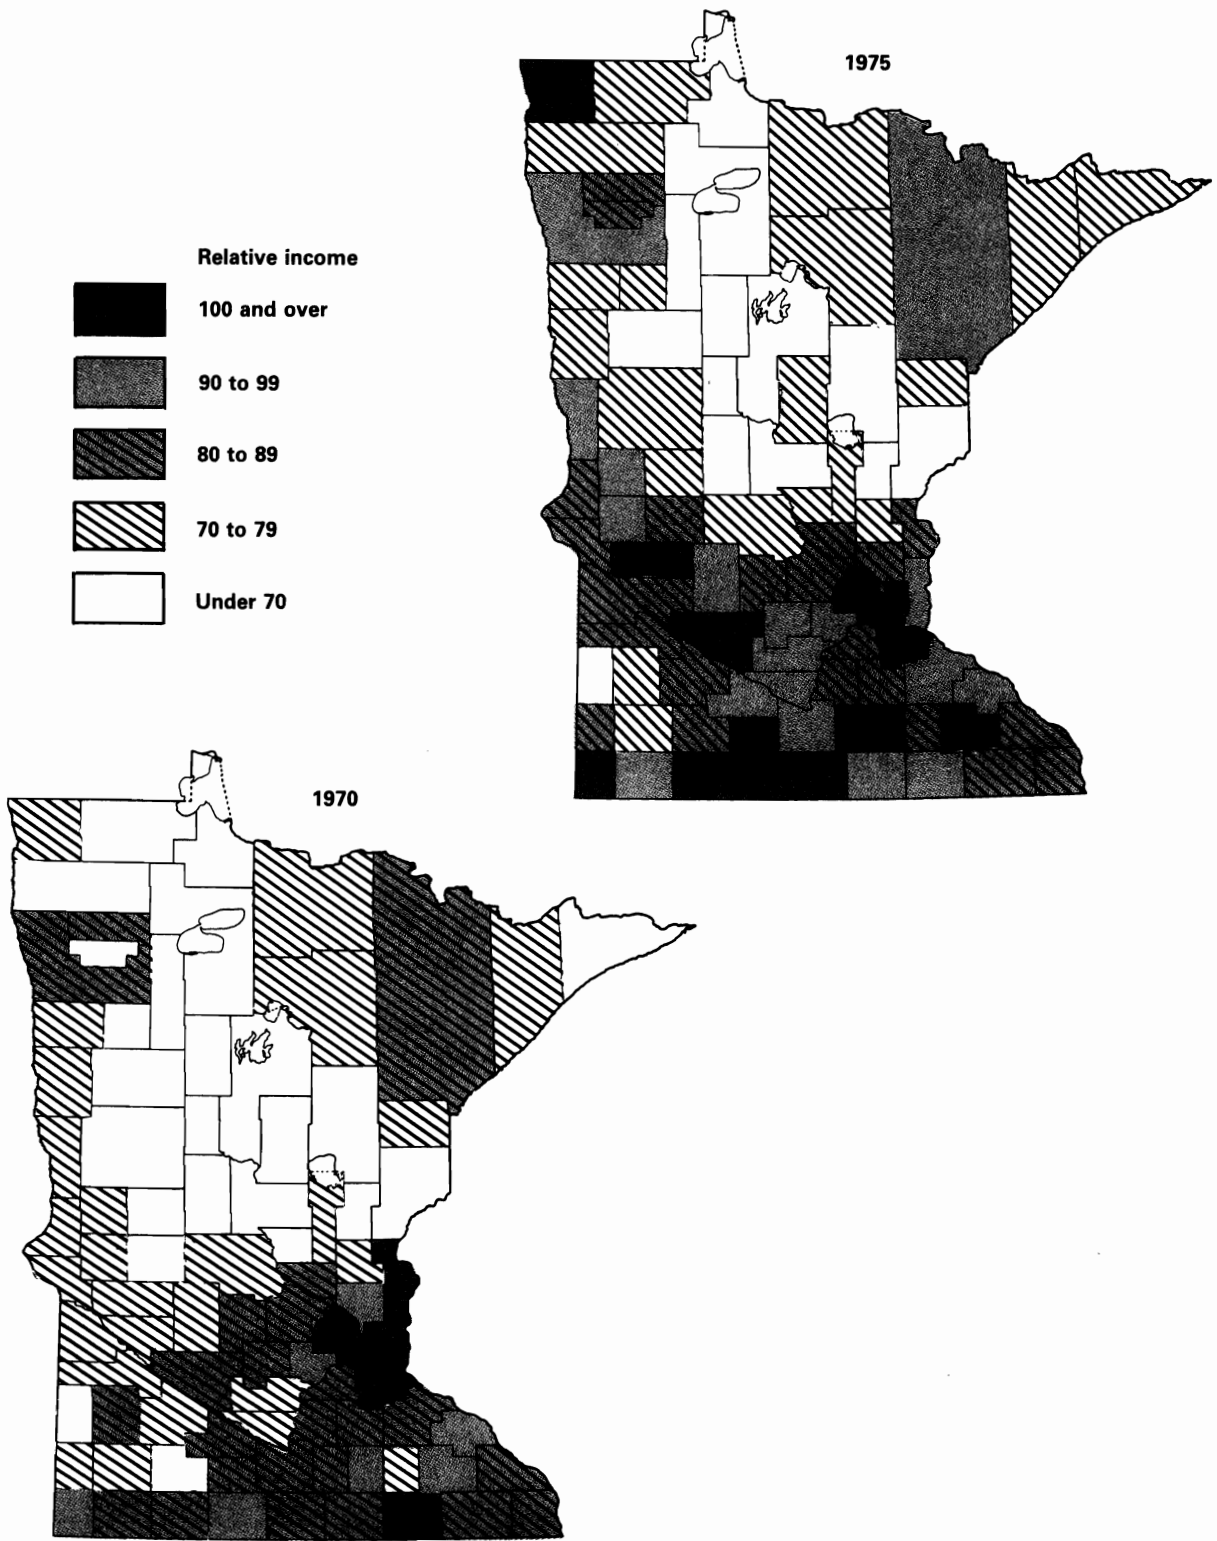 1975
Relative income
100 and over
90 to 99
80 to 89
70 to 79
Under 70
1970